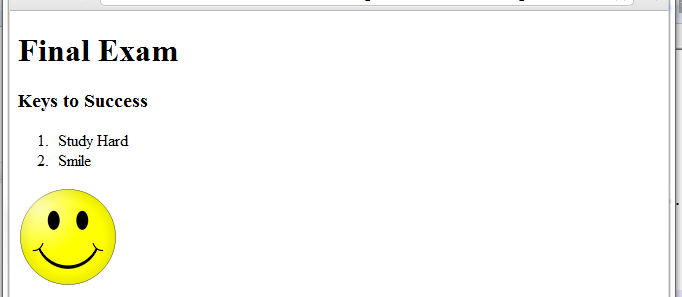 Final Exam
Keys to Success
1. Study Hard
2. Smile